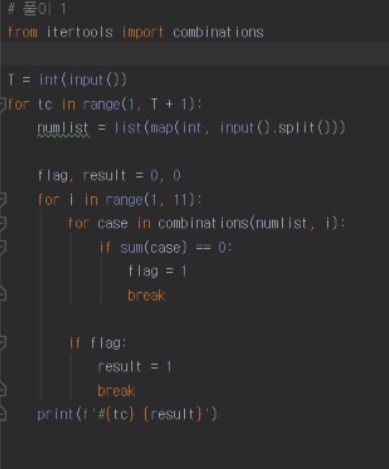 # 풀이 1
from itertools import combinations
T = int(input())
for tc in range(1, T + 1):
    numlist = list(map(int, input().split()))
    flag, result = 0, 0
    for i in range(1, 11):
        for case in combinations(numlist, i):
            if sum(case) == 0:
                flag = 1
                break
        if flag:
            result = 1
            break
    print(f'#{tc} {result}')